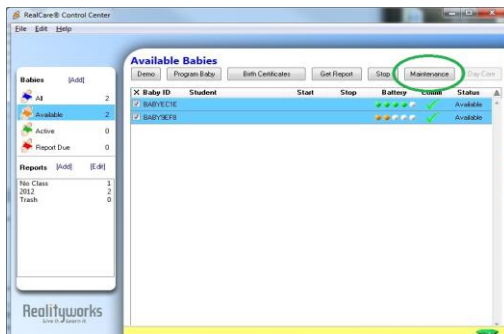 RealCare® Control Center
File Edit Help
Available Babies
Demo Program Baby Birth Certificates Get Report Stop Maintenance Day Care
Babies [Add]
All 2
Available 2
Active 0
Report Due 0
Reports [Add] [Edit]
No Class 1
2012 2
Trash 0
X Baby ID Student Start Stop Battery Comm Status
BABYEC1E Available
BABY9EF8 Available
Realityworks